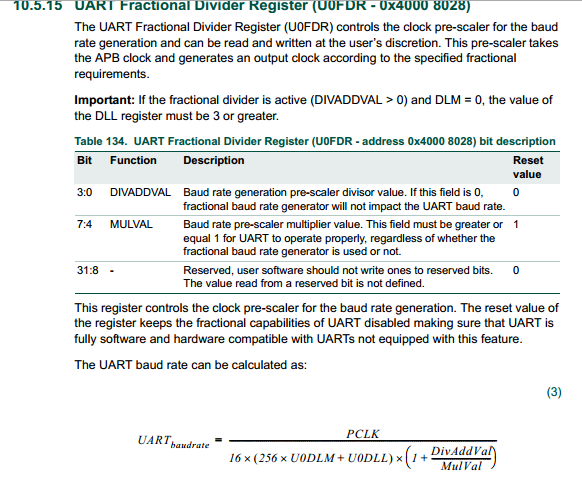 10.5.15 UART Fractional Divider Register (U0FDR - 0x4000 8028)
The UART Fractional Divider Register (U0FDR) controls the clock pre-scaler for the baud
rate generation and can be read and written at the user's discretion. This pre-scaler takes
the APB clock and generates an output clock according to the specified fractional
requirements.
Important: If the fractional divider is active (DIVADDVAL > 0) and DLM = 0, the value of
the DLL register must be 3 or greater.
Table 134. UART Fractional Divider Register (U0FDR - address 0x4000 8028) bit description
Bit Function Description Reset
value
3:0 DIVADDVAL Baud rate generation pre-scaler divisor value. If this field is 0, 0
fractional baud rate generator will not impact the UART baud rate.
7:4 MULVAL Baud rate pre-scaler multiplier value. This field must be greater or 1
equal 1 for UART to operate properly, regardless of whether the
fractional baud rate generator is used or not.
31:8 - Reserved, user software should not write ones to reserved bits. 0
The value read from a reserved bit is not defined.
This register controls the clock pre-scaler for the baud rate generation. The reset value of
the register keeps the fractional capabilities of UART disabled making sure that UART is
fully software and hardware compatible with UARTs not equipped with this feature.
The UART baud rate can be calculated as:
(3)
PCLK
UARTbaudrate =
16 × (256 × U0DLM + U0DLL) × (1 + DivAddVal / MulVal)